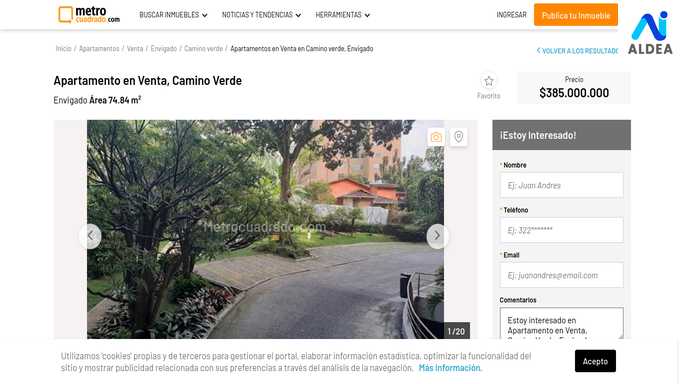 metro
cuadrado.com
BUSCAR INMUEBLES
NOTICIAS Y TENDENCIAS
HERRAMIENTAS
INGRESAR
Publica tu Inmueble
ALDEA
Inicio / Apartamentos / Venta / Envigado / Camino verde / Apartamentos en Venta en Camino verde, Envigado
VOLVER A LOS RESULTADO
Apartamento en Venta, Camino Verde
Envigado Área 74.84 m²
Favorito
Precio
$385.000.000
¡Estoy Interesado!
* Nombre
Ej: Juan Andres
* Teléfono
Ej: 322*******
* Email
Ej: juanandres@email.com
Comentarios
Estoy interesado en
Apartamento en Venta,
Metrocuadrado.com
1 / 20
Utilizamos 'cookies' propias y de terceros para gestionar el portal, elaborar información estadística, optimizar la funcionalidad del
sitio y mostrar publicidad relacionada con sus preferencias a través del análisis de la navegación. Más Información.
Acepto